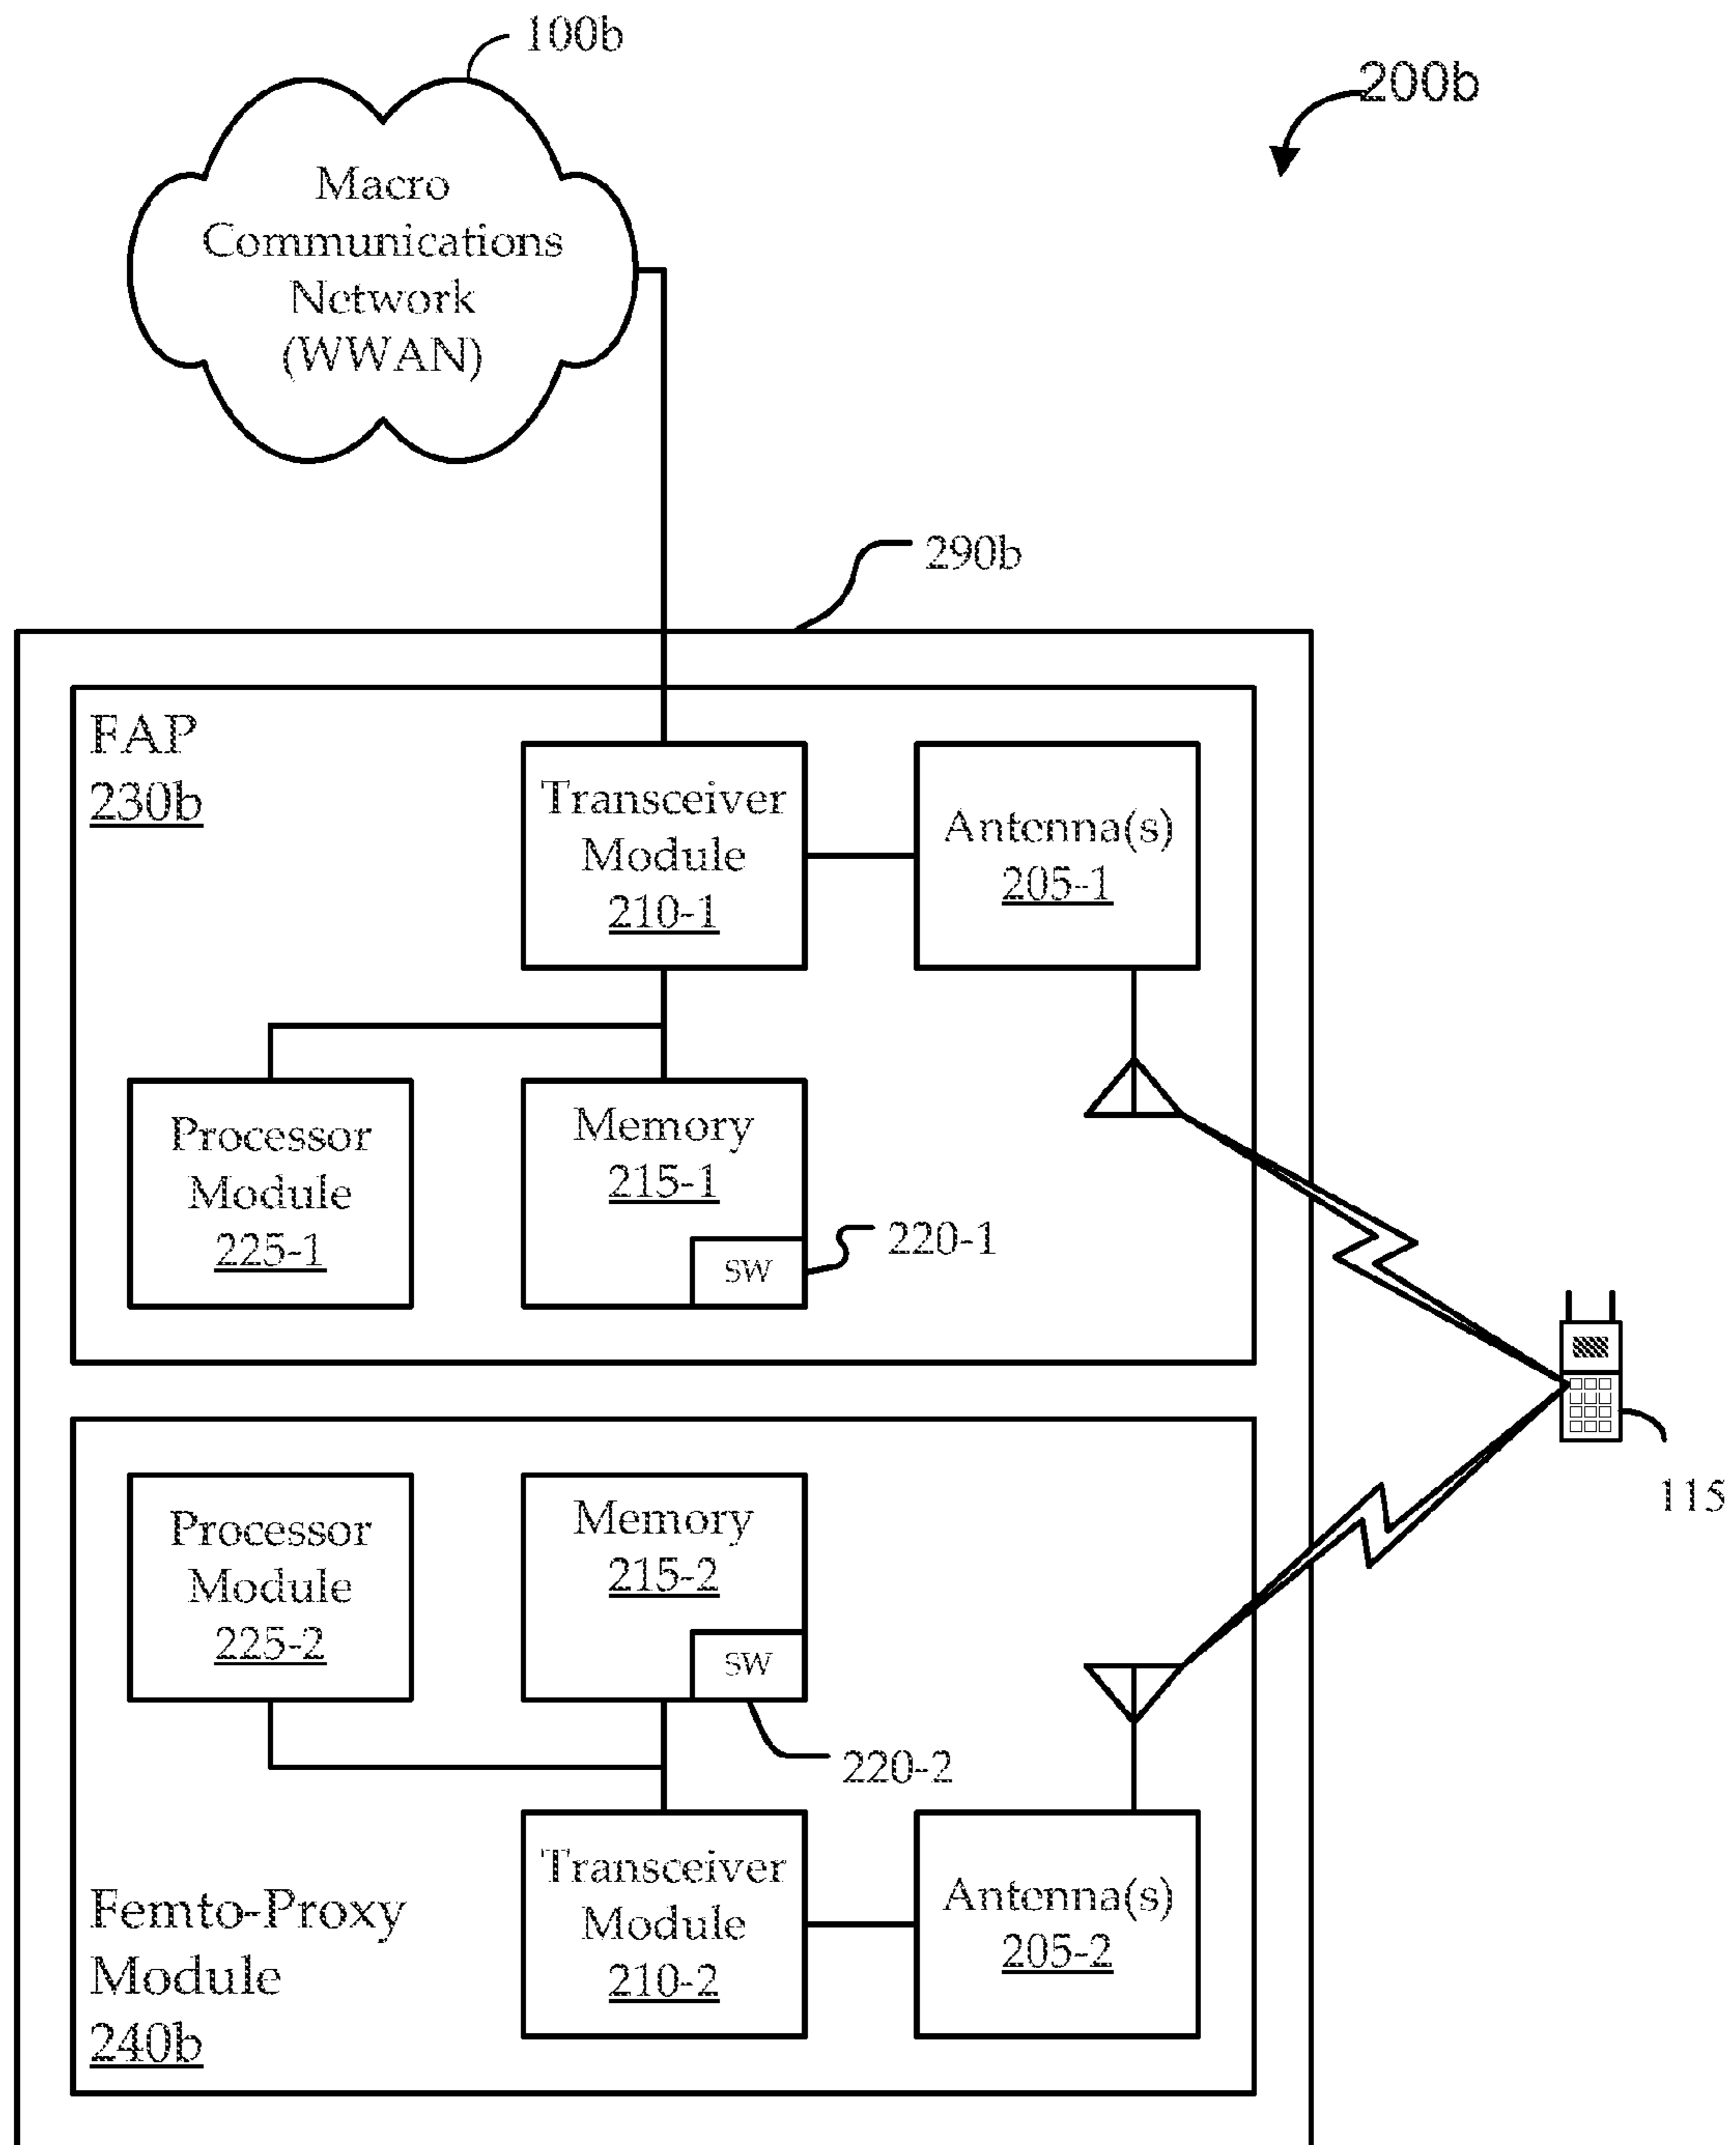 100b
200b
Macro
Communications
Network
(WWAN)
290b
FAP
230b
Transceiver
Module
210-1
Antenna(s)
205-1
Processor
Module
225-1
Memory
215-1
SW
220-1
115
Processor
Module
225-2
Memory
215-2
SW
220-2
Femto-Proxy
Module
240b
Transceiver
Module
210-2
Antenna(s)
205-2